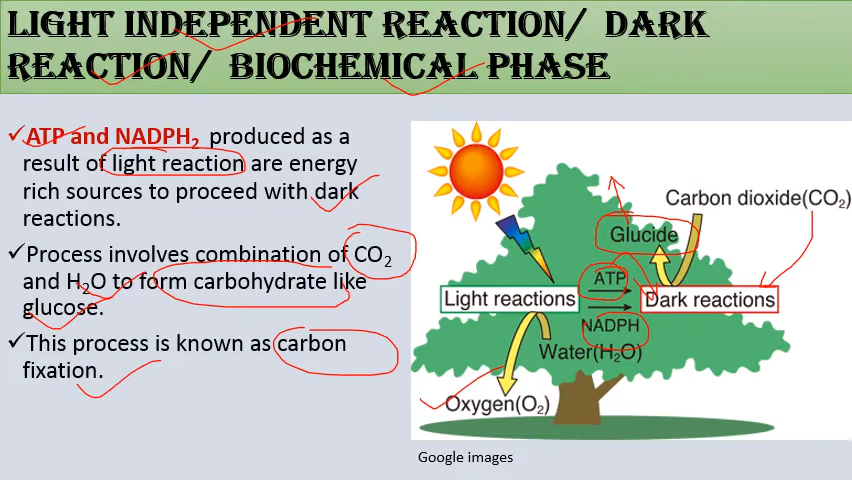 LIGHT INDEPENDENT REACTION/ DARK
REACTION/ BIOCHEMICAL PHASE
✓ATP and NADPH₂ produced as a
result of light reaction are energy
rich sources to proceed with dark
reactions.
✓Process involves combination of CO₂
and H₂O to form carbohydrate like
glucose.
✓This process is known as carbon
fixation.
Carbon dioxide(CO₂)
Glucide
ATP
Light reactions
Dark reactions
NADPH
Water(H₂O)
Oxygen(O₂)
Google images